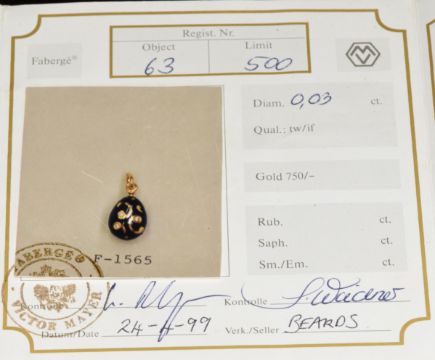 Regist. Nr.
Fabergé® Object Limit
63 500
Diam. 0,03 ct.
Qual.: tw/if
Gold 750/-
F-1565
Rub. ct.
Saph. ct.
Sm./Em. ct.
FABERGÉ
VICTOR MAYER
Kontrolle
Datum/Date 24-4-99 Verk./Seller BEARDS